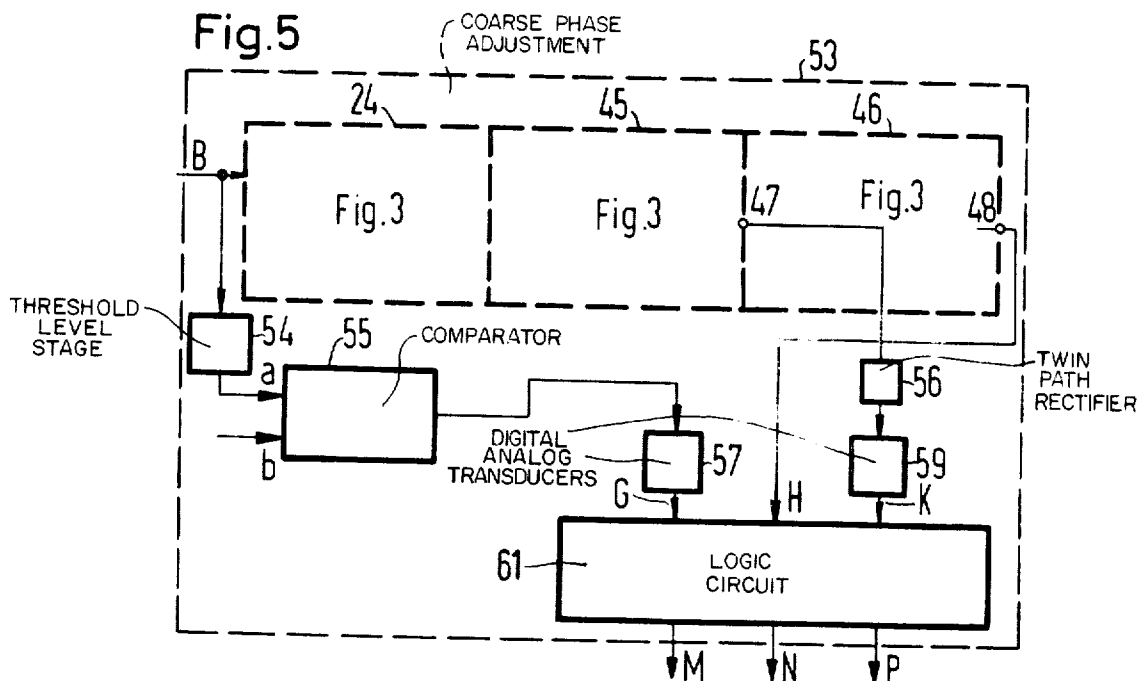 Fig.5
COARSE PHASE
ADJUSTMENT
53
24
45
46
B
Fig.3
Fig.3
Fig.3
47
48
THRESHOLD
LEVEL
STAGE
54
55
COMPARATOR
a
b
56
TWIN
PATH
RECTIFIER
DIGITAL
ANALOG
TRANSDUCERS
57
59
G
H
K
61
LOGIC
CIRCUIT
M
N
P